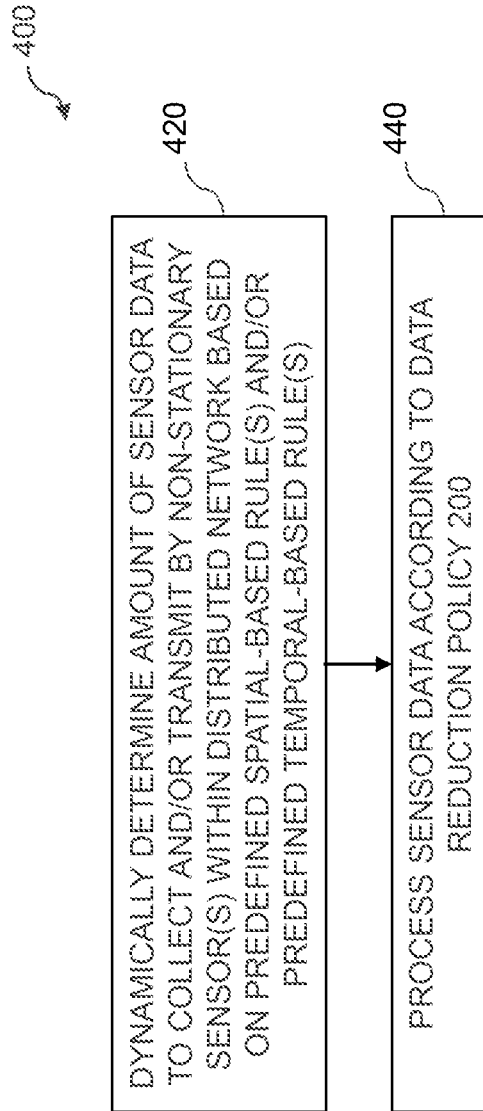 400
DYNAMICALLY DETERMINE AMOUNT OF SENSOR DATA
TO COLLECT AND/OR TRANSMIT BY NON-STATIONARY
SENSOR(S) WITHIN DISTRIBUTED NETWORK BASED
ON PREDEFINED SPATIAL-BASED RULE(S) AND/OR
PREDEFINED TEMPORAL-BASED RULE(S)
420
PROCESS SENSOR DATA ACCORDING TO DATA
REDUCTION POLICY 200
440